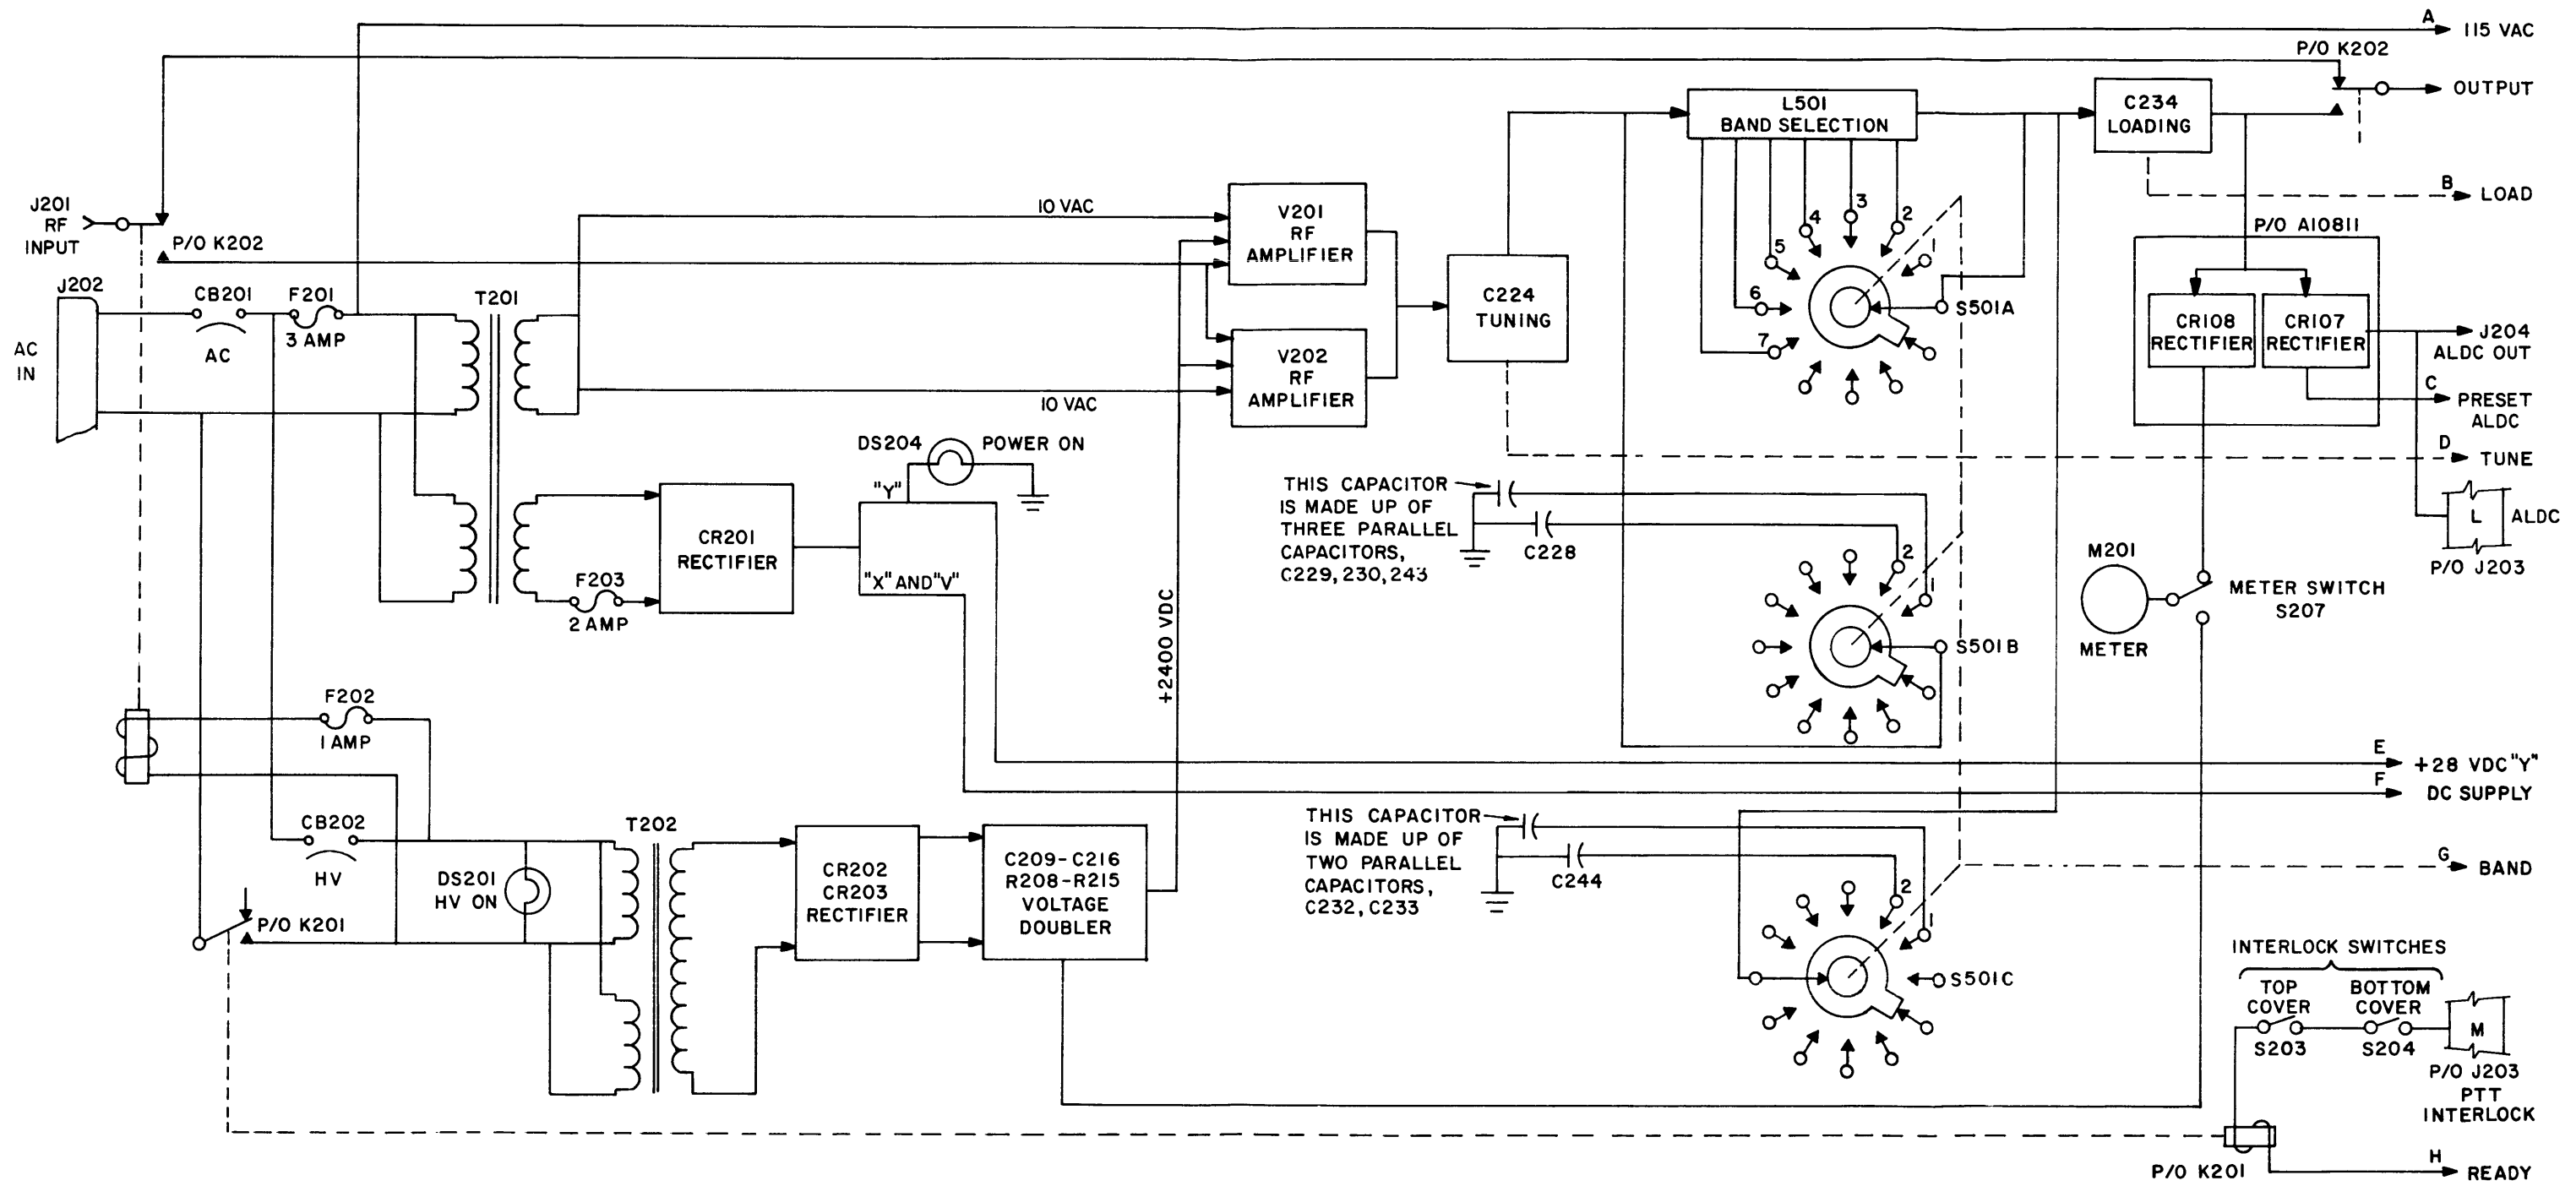 A
115 VAC
P/O K202
OUTPUT
L501
BAND SELECTION
C234
LOADING
B
LOAD
J201
RF
INPUT
P/O K202
10 VAC
V201
RF
AMPLIFIER
4
3
2
1
5
6
7
S501A
P/O A10811
J202
CB201
AC
F201
3 AMP
T201
AC
IN
C224
TUNING
CR108
RECTIFIER
CR107
RECTIFIER
J204
ALDC OUT
C
PRESET
ALDC
V202
RF
AMPLIFIER
10 VAC
D
TUNE
DS204
POWER ON
"Y"
THIS CAPACITOR
IS MADE UP OF
THREE PARALLEL
CAPACITORS,
C229, 230, 243
C228
L
ALDC
P/O J203
CR201
RECTIFIER
"X" AND "V"
F203
2 AMP
2
1
S501B
M201
METER
METER SWITCH
S207
+2400 VDC
F202
1 AMP
E
+28 VDC "Y"
F
DC SUPPLY
CB202
HV
DS201
HV ON
T202
CR202
CR203
RECTIFIER
C209-C216
R208-R215
VOLTAGE
DOUBLER
THIS CAPACITOR
IS MADE UP OF
TWO PARALLEL
CAPACITORS,
C232, C233
C244
2
1
S501C
G
BAND
P/O K201
INTERLOCK SWITCHES
TOP
COVER
BOTTOM
COVER
S203
S204
M
P/O J203
PTT
INTERLOCK
P/O K201
H
READY